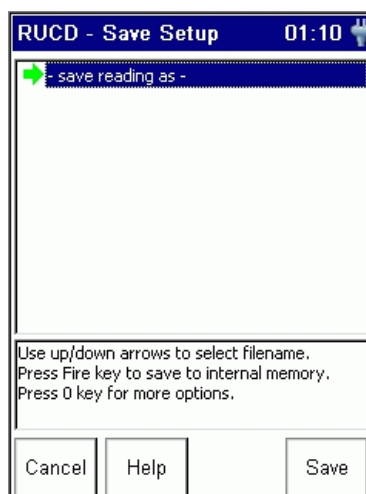 RUCD - Save Setup 01:10
- save reading as -
Use up/down arrows to select filename.
Press Fire key to save to internal memory.
Press 0 key for more options.
Cancel Help Save